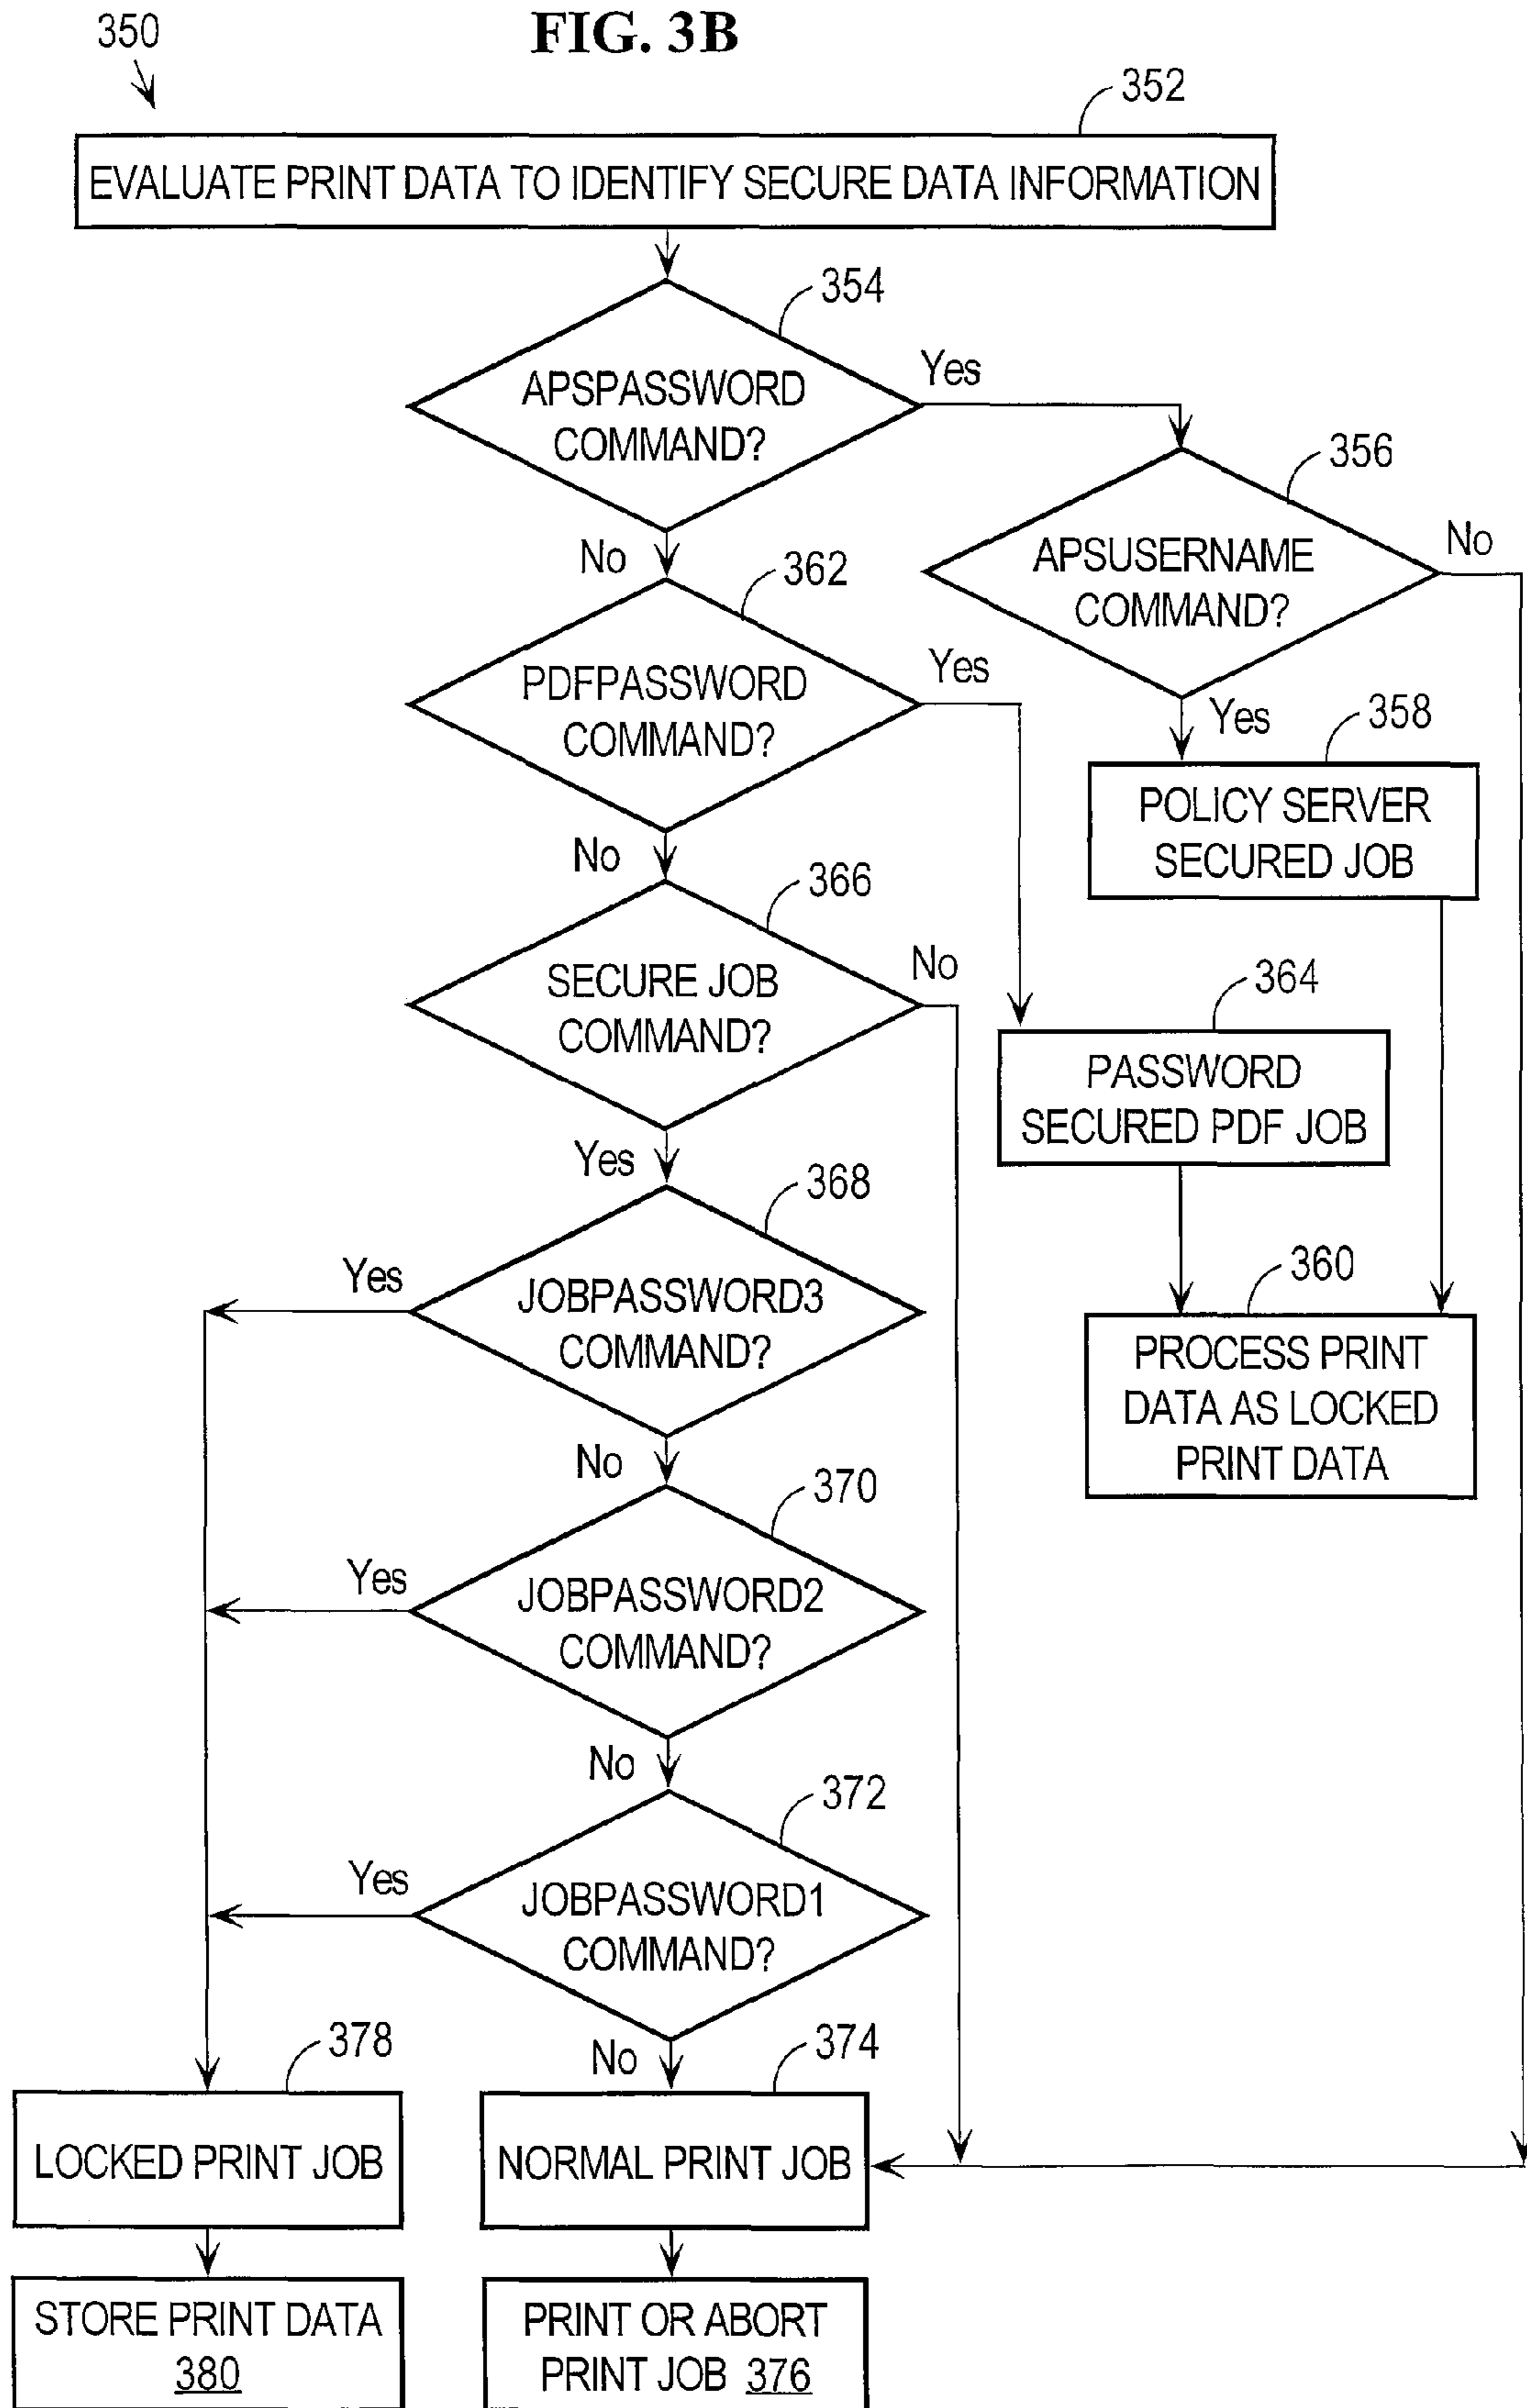 FIG. 3B
350
352
EVALUATE PRINT DATA TO IDENTIFY SECURE DATA INFORMATION
354
APSPASSWORD
COMMAND?
Yes
No
356
APSUSERNAME
COMMAND?
No
Yes
362
PDFPASSWORD
COMMAND?
Yes
No
358
POLICY SERVER
SECURED JOB
366
SECURE JOB
COMMAND?
No
Yes
364
PASSWORD
SECURED PDF JOB
368
JOBPASSWORD3
COMMAND?
Yes
No
360
PROCESS PRINT
DATA AS LOCKED
PRINT DATA
370
JOBPASSWORD2
COMMAND?
Yes
No
372
JOBPASSWORD1
COMMAND?
Yes
No
378
LOCKED PRINT JOB
374
NORMAL PRINT JOB
STORE PRINT DATA
380
PRINT OR ABORT
PRINT JOB 376